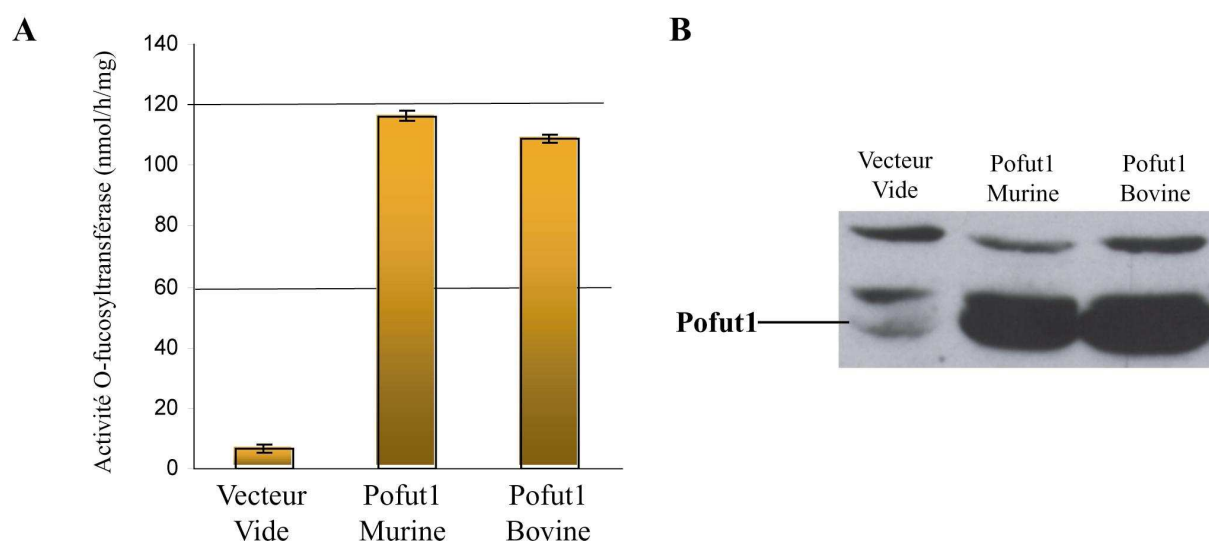 A
Activité O-fucosyltransférase (nmol/h/mg)
140
120
100
80
60
40
20
0
Vecteur
Vide
Pofut1
Murine
Pofut1
Bovine
B
Vecteur
Vide
Pofut1
Murine
Pofut1
Bovine
Pofut1